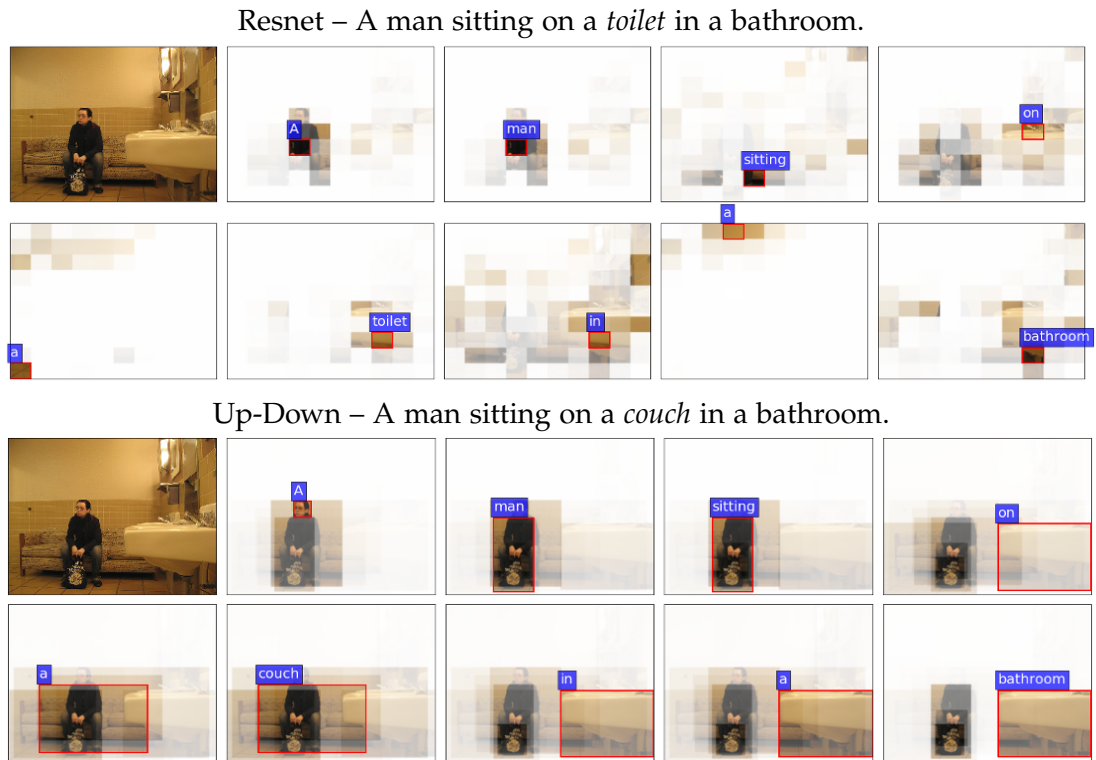 Resnet – A man sitting on a toilet in a bathroom.
A
man
sitting
on
a
toilet
in
a
bathroom
Up-Down – A man sitting on a couch in a bathroom.
A
man
sitting
on
a
couch
in
a
bathroom